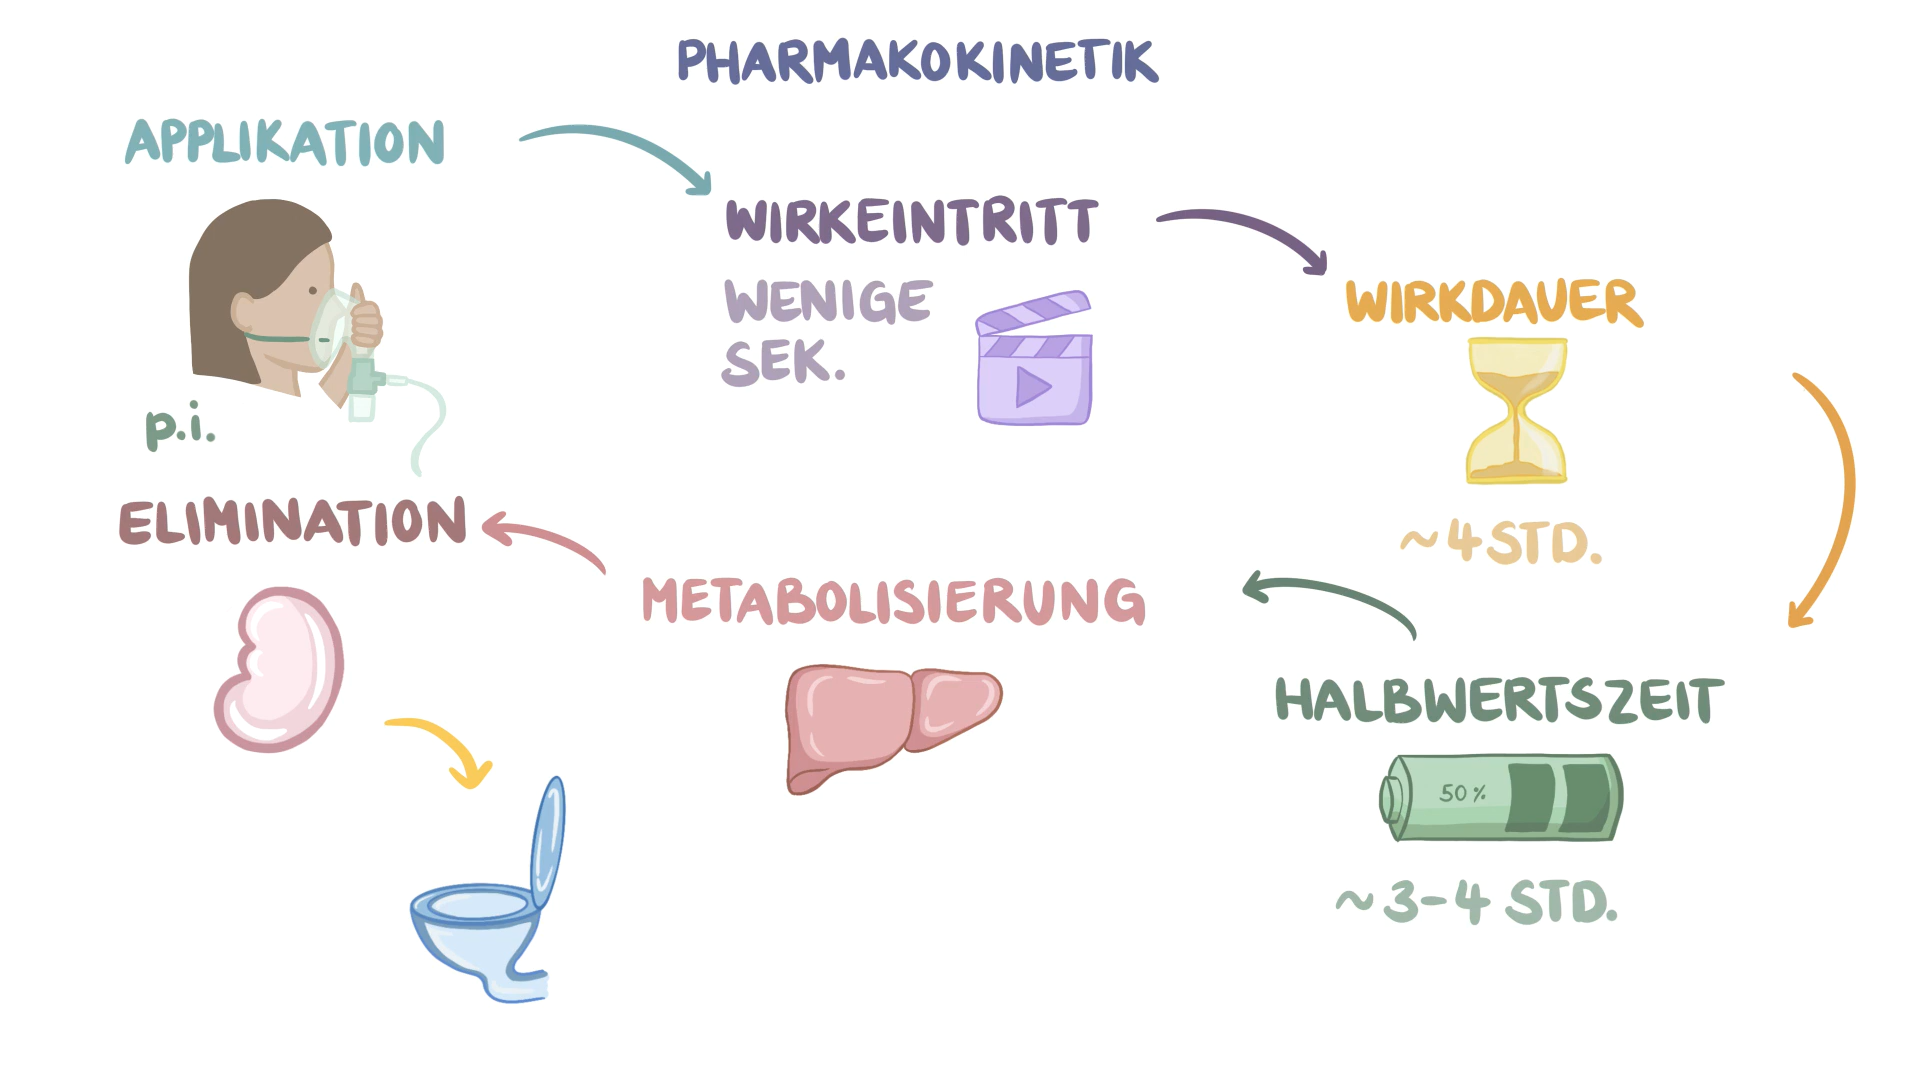 PHARMAKOKINETIK
APPLIKATION
p.i.
WIRKEINTRITT
WENIGE
SEK.
WIRKDAUER
~4 STD.
HALBWERTSZEIT
50 %
~3-4 STD.
METABOLISIERUNG
ELIMINATION